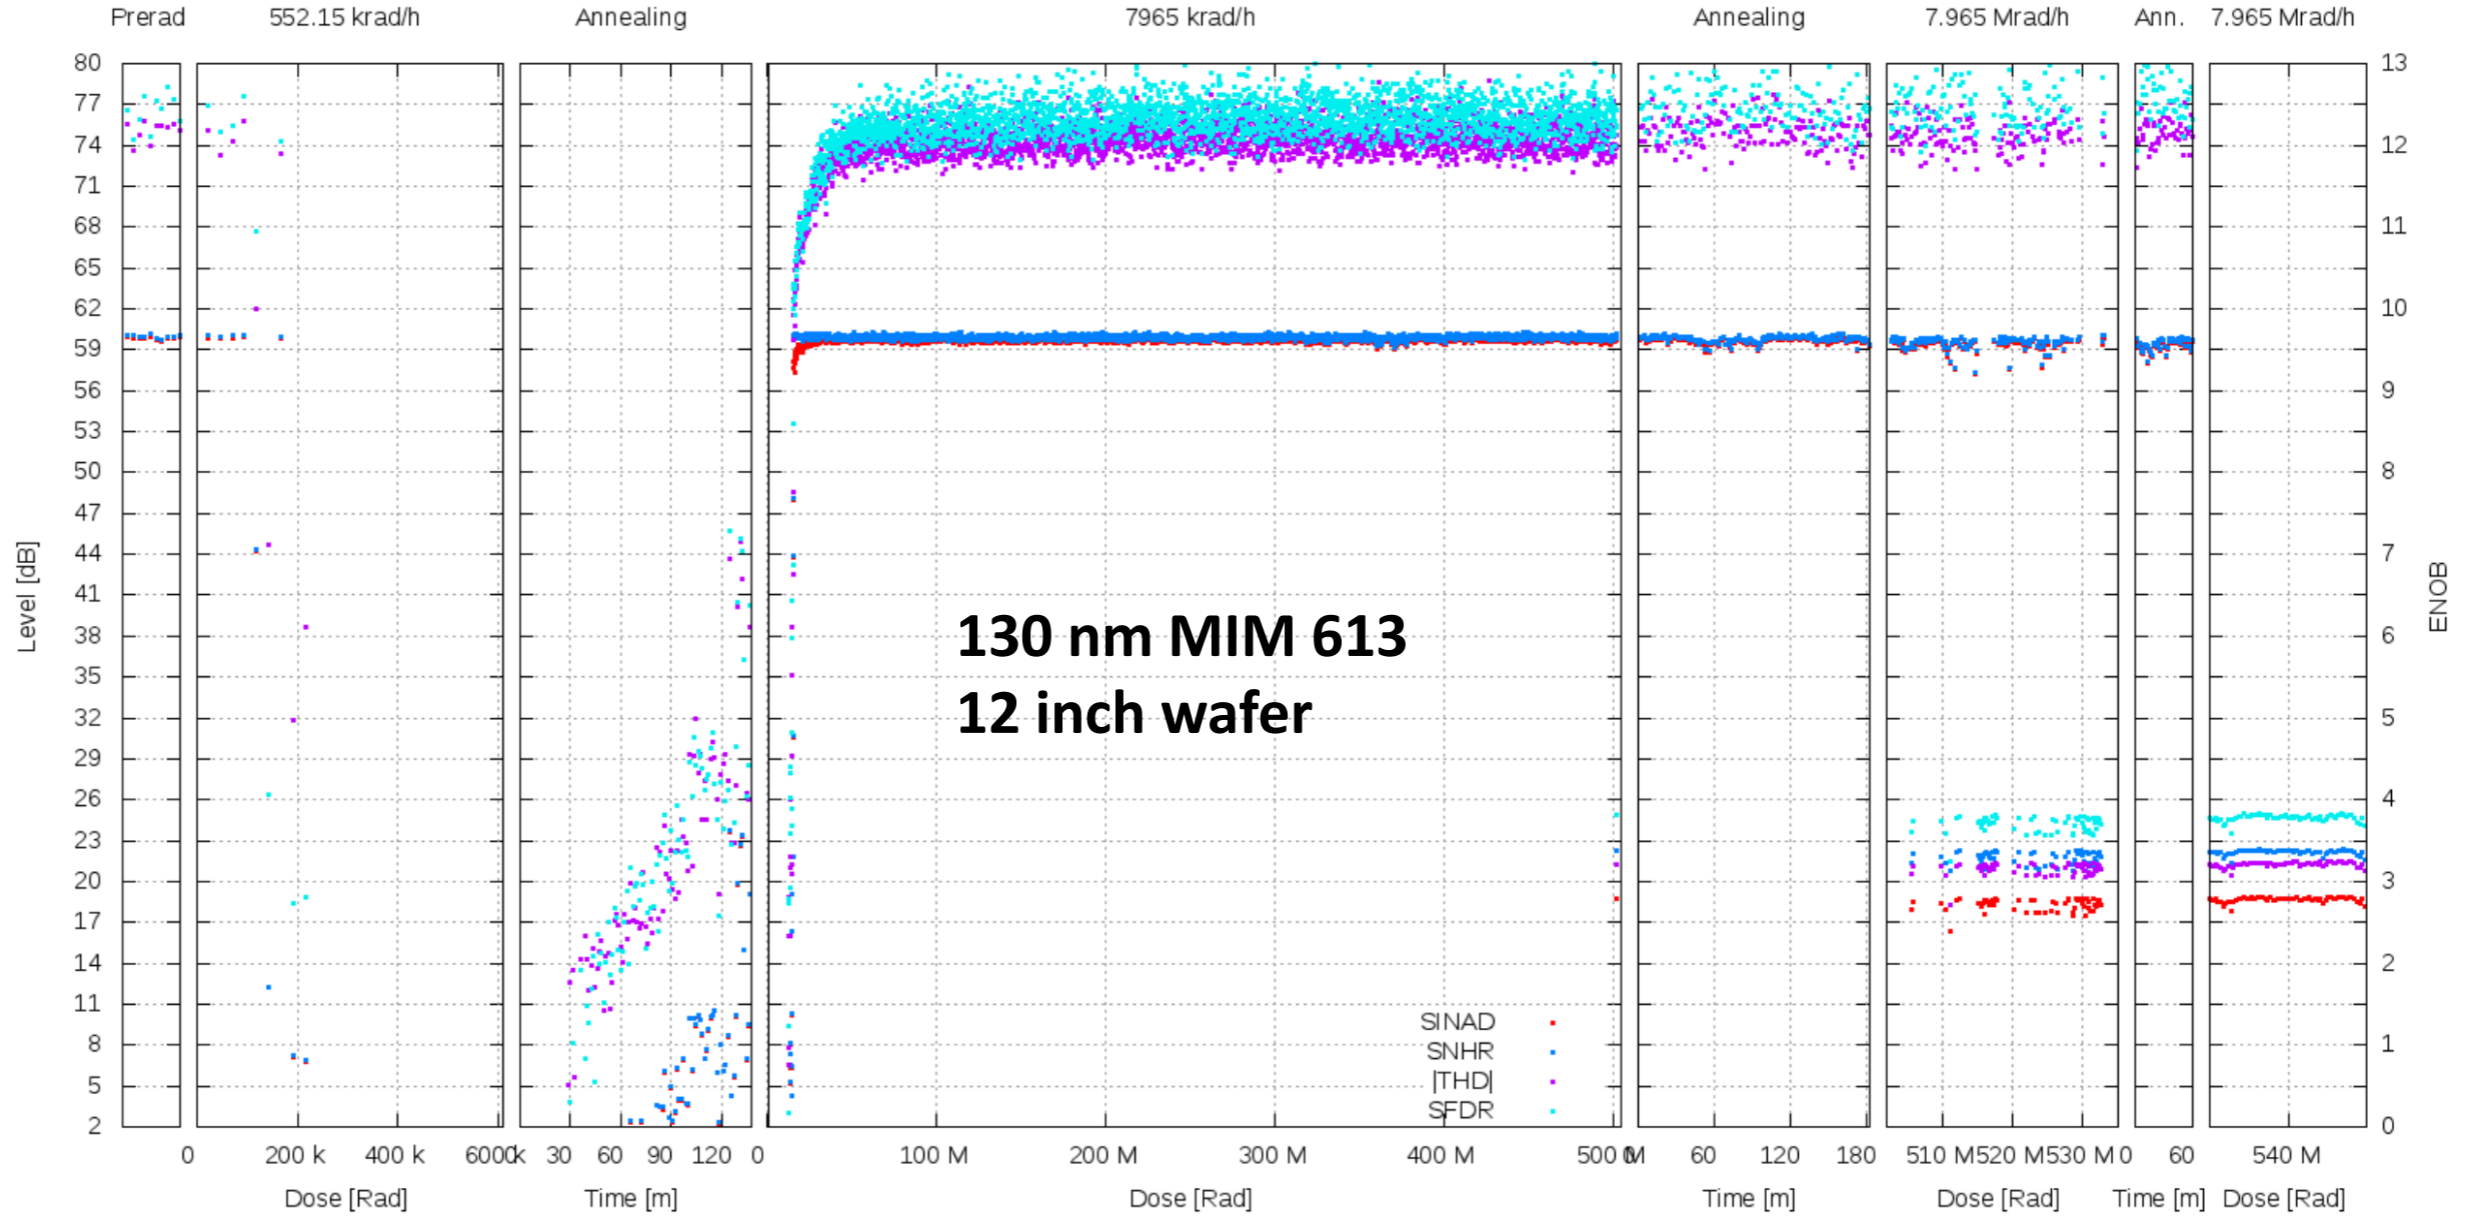 Prerad 552.15 krad/h Annealing 7965 krad/h Annealing 7.965 Mrad/h Ann. 7.965 Mrad/h
80 13
77
74 12
71
68 11
65
62 10
59
56 9
53
50 8
47
44 7
41
38 6
35
32 5
29
26 4
23
20 3
17
14 2
11
8 1
5
2 0
Level [dB]
ENOB
130 nm MIM 613
12 inch wafer
SINAD
SNHR
|THD|
SFDR
0 200 k 400 k 600 k 0 30 60 90 120 0 100 M 200 M 300 M 400 M 500 M 0 60 120 180 510 M 520 M 530 M 0 60 540 M
Dose [Rad] Time [m] Dose [Rad] Time [m] Dose [Rad] Time [m] Dose [Rad]